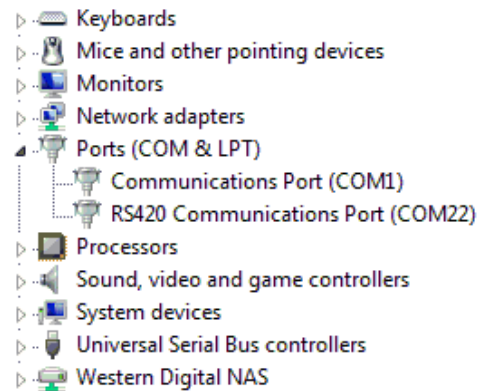 Keyboards
Mice and other pointing devices
Monitors
Network adapters
Ports (COM & LPT)
Communications Port (COM1)
RS420 Communications Port (COM22)
Processors
Sound, video and game controllers
System devices
Universal Serial Bus controllers
Western Digital NAS